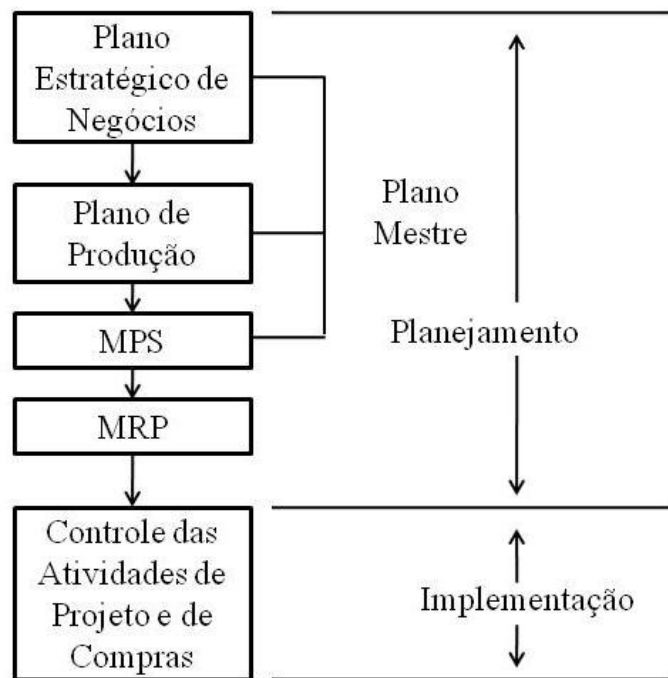 Plano
Estratégico de
Negócios
Plano de
Produção
Plano
Mestre
MPS
Planejamento
MRP
Controle das
Atividades de
Projeto e de
Compras
Implementação